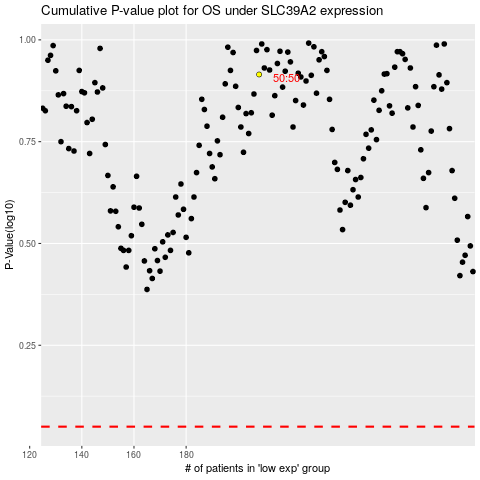 Cumulative P-value plot for OS under SLC39A2 expression
P-Value(log10)
1.00
0.75
0.50
0.25
50:50
120 140 160 180
# of patients in 'low exp' group